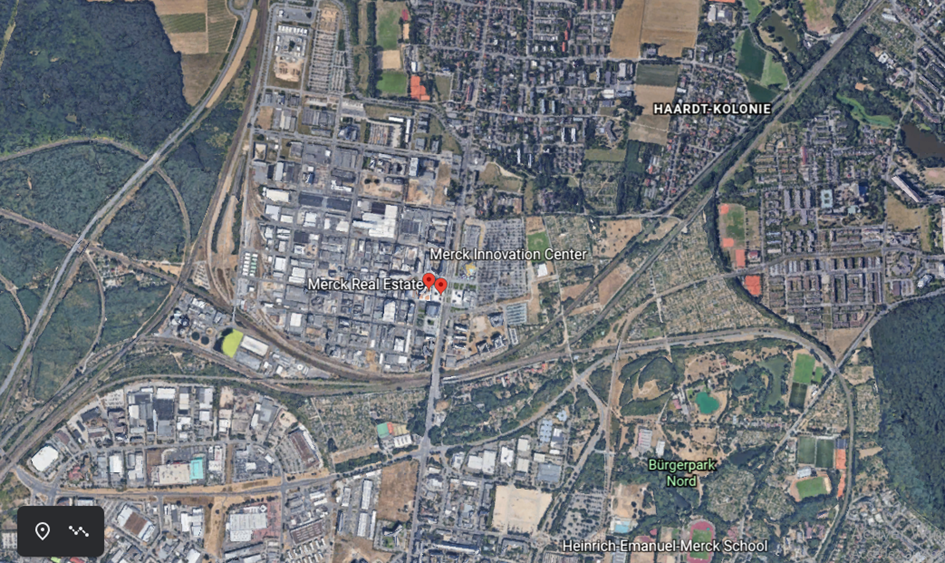 HAARDT-KOLONIE
Merck Innovation Center
Merck Real Estate
Bürgerpark
Nord
Heinrich-Emanuel-Merck School